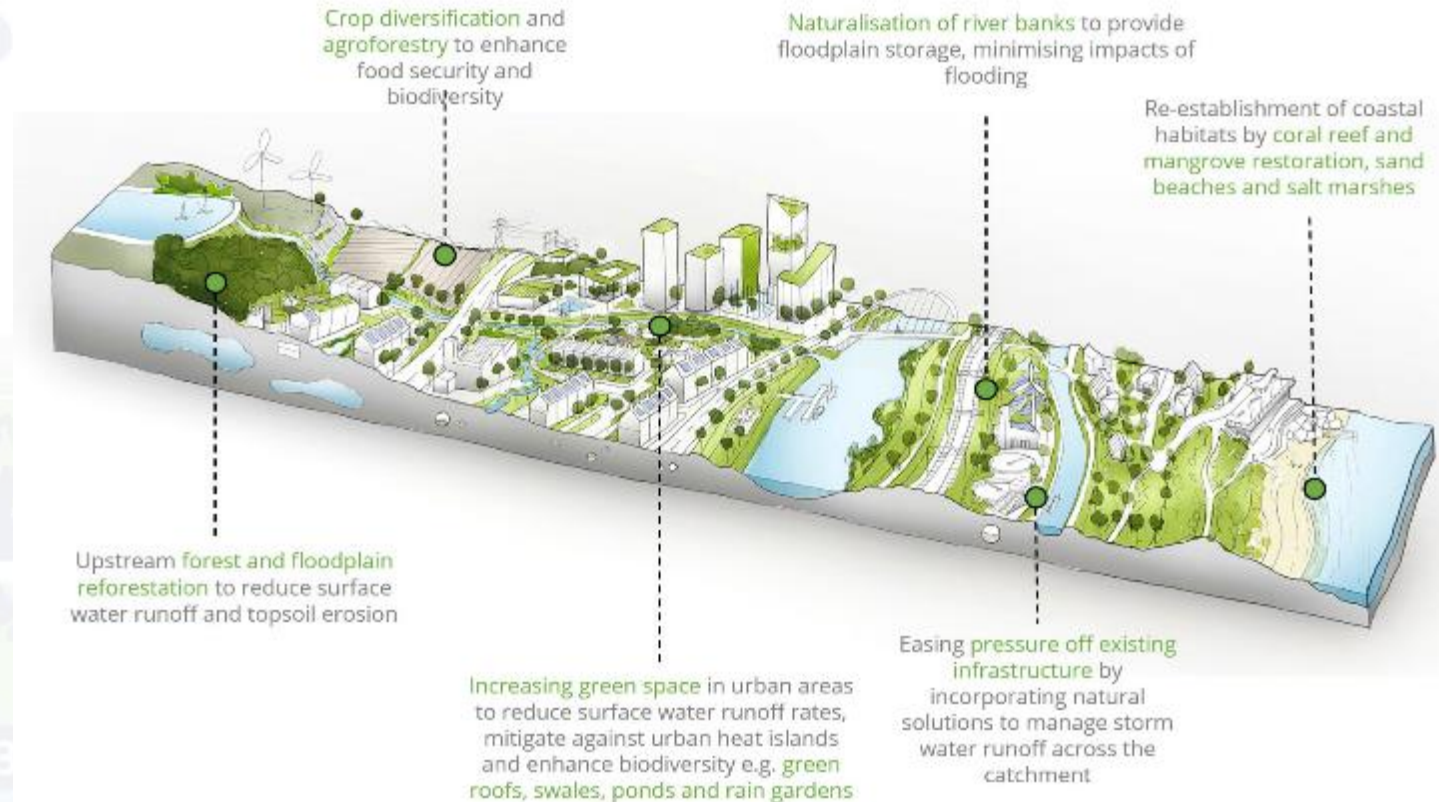 Crop diversification and
agroforestry to enhance
food security and
biodiversity
Naturalisation of river banks to provide
floodplain storage, minimising impacts of
flooding
Re-establishment of coastal
habitats by coral reef and
mangrove restoration, sand
beaches and salt marshes
Upstream forest and floodplain
reforestation to reduce surface
water runoff and topsoil erosion
Increasing green space in urban areas
to reduce surface water runoff rates,
mitigate against urban heat islands
and enhance biodiversity e.g. green
roofs, swales, ponds and rain gardens
Easing pressure off existing
infrastructure by
incorporating natural
solutions to manage storm
water runoff across the
catchment